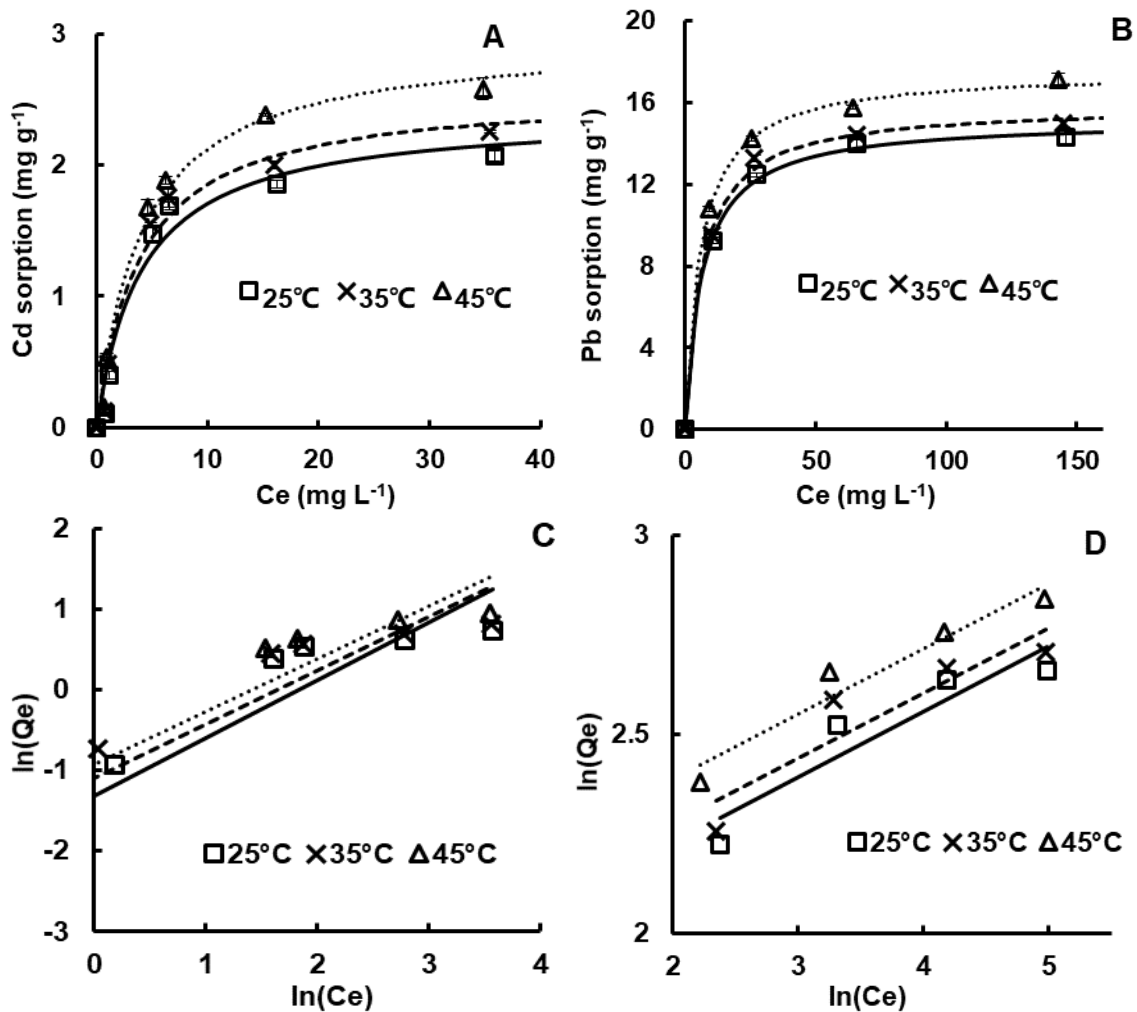 A
Cd sorption (mg g-1)
3
2
1
0
0 10 20 30 40
Ce (mg L-1)
25℃ 35℃ 45℃
B
Pb sorption (mg g-1)
20
16
12
8
4
0
0 50 100 150
Ce (mg L-1)
25℃ 35℃ 45℃
C
ln(Qe)
2
1
0
-1
-2
-3
0 1 2 3 4
ln(Ce)
25°C 35°C 45°C
D
ln(Qe)
3
2.5
2
2 3 4 5
ln(Ce)
25°C 35°C 45°C